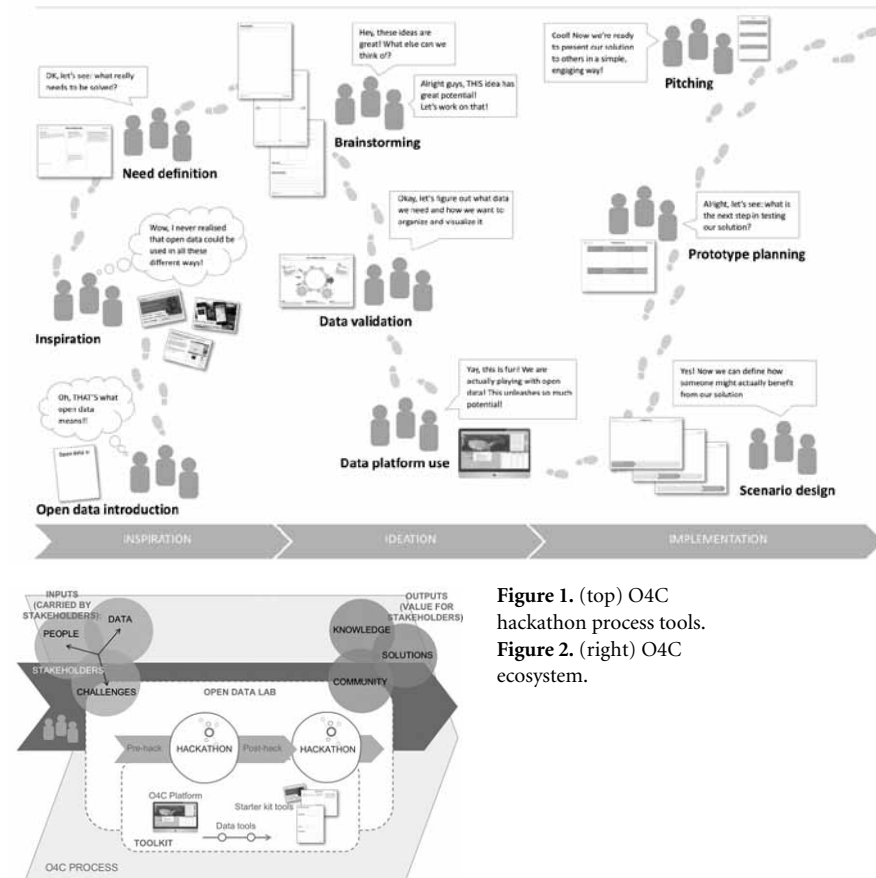 OK, let's see: what really
needs to be solved?
Need definition
Wow, I never realised
that open data could be
used in all these
different ways!
Inspiration
Oh, THAT'S what
open data
means!!
Open data is
Open data introduction
Hey, these ideas are
great! What else can we
think of?
Alright guys, THIS idea has
great potential!
Let's work on that!
Brainstorming
Okay, let's figure out what data
we need and how we want to
organize and visualize it
Data validation
Yay, this is fun! We are
actually playing with open
data! This unleashes so much
potential!
Data platform use
Cool! Now we're ready
to present our solution
to others in a simple,
engaging way!
Pitching
Alright, let's see: what is
the next step in testing
our solution?
Prototype planning
Yes! Now we can define how
someone might actually benefit
from our solution
Scenario design
INSPIRATION
IDEATION
IMPLEMENTATION
INPUTS
(CARRIED BY
STAKEHOLDERS):
DATA
PEOPLE
STAKEHOLDERS
CHALLENGES
OUTPUTS
(VALUE FOR
STAKEHOLDERS)
KNOWLEDGE
SOLUTIONS
COMMUNITY
OPEN DATA LAB
Pre-hack
HACKATHON
Post-hack
HACKATHON
O4C Platform
Starter kit tools
Data tools
TOOLKIT
O4C PROCESS
Figure 1. (top) O4C
hackathon process tools.
Figure 2. (right) O4C
ecosystem.